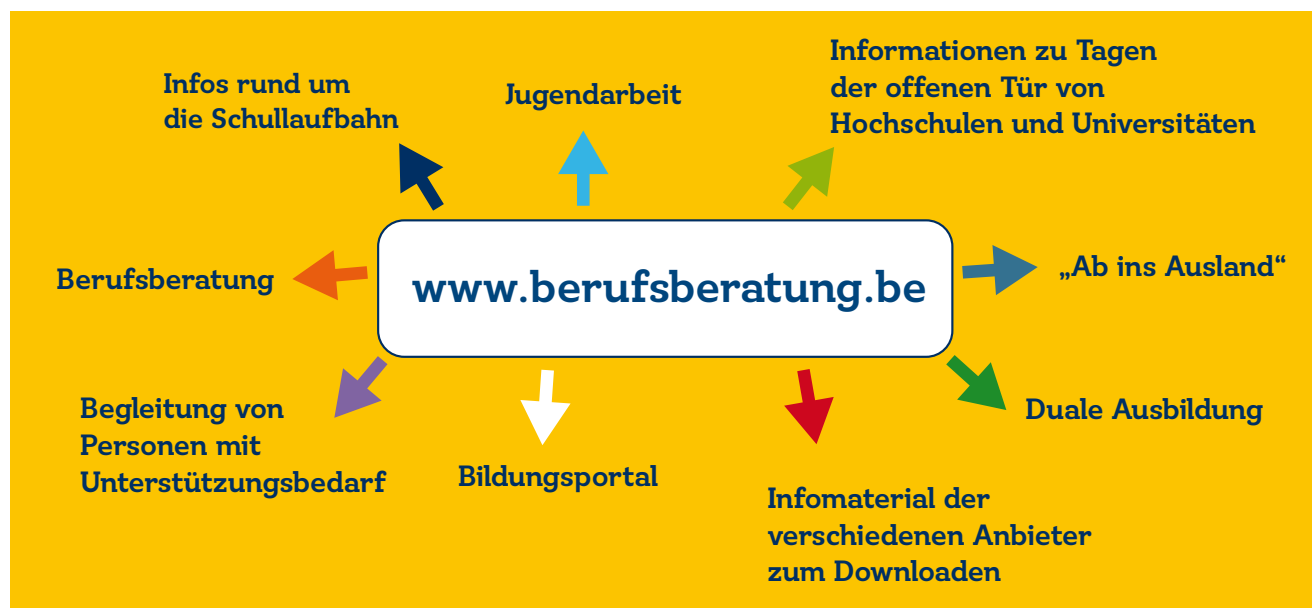 Infos rund um
die Schullaufbahn
Jugendarbeit
Informationen zu Tagen
der offenen Tür von
Hochschulen und Universitäten
Berufsberatung
www.berufsberatung.be
„Ab ins Ausland“
Begleitung von
Personen mit
Unterstützungsbedarf
Bildungsportal
Infomaterial der
verschiedenen Anbieter
zum Downloaden
Duale Ausbildung